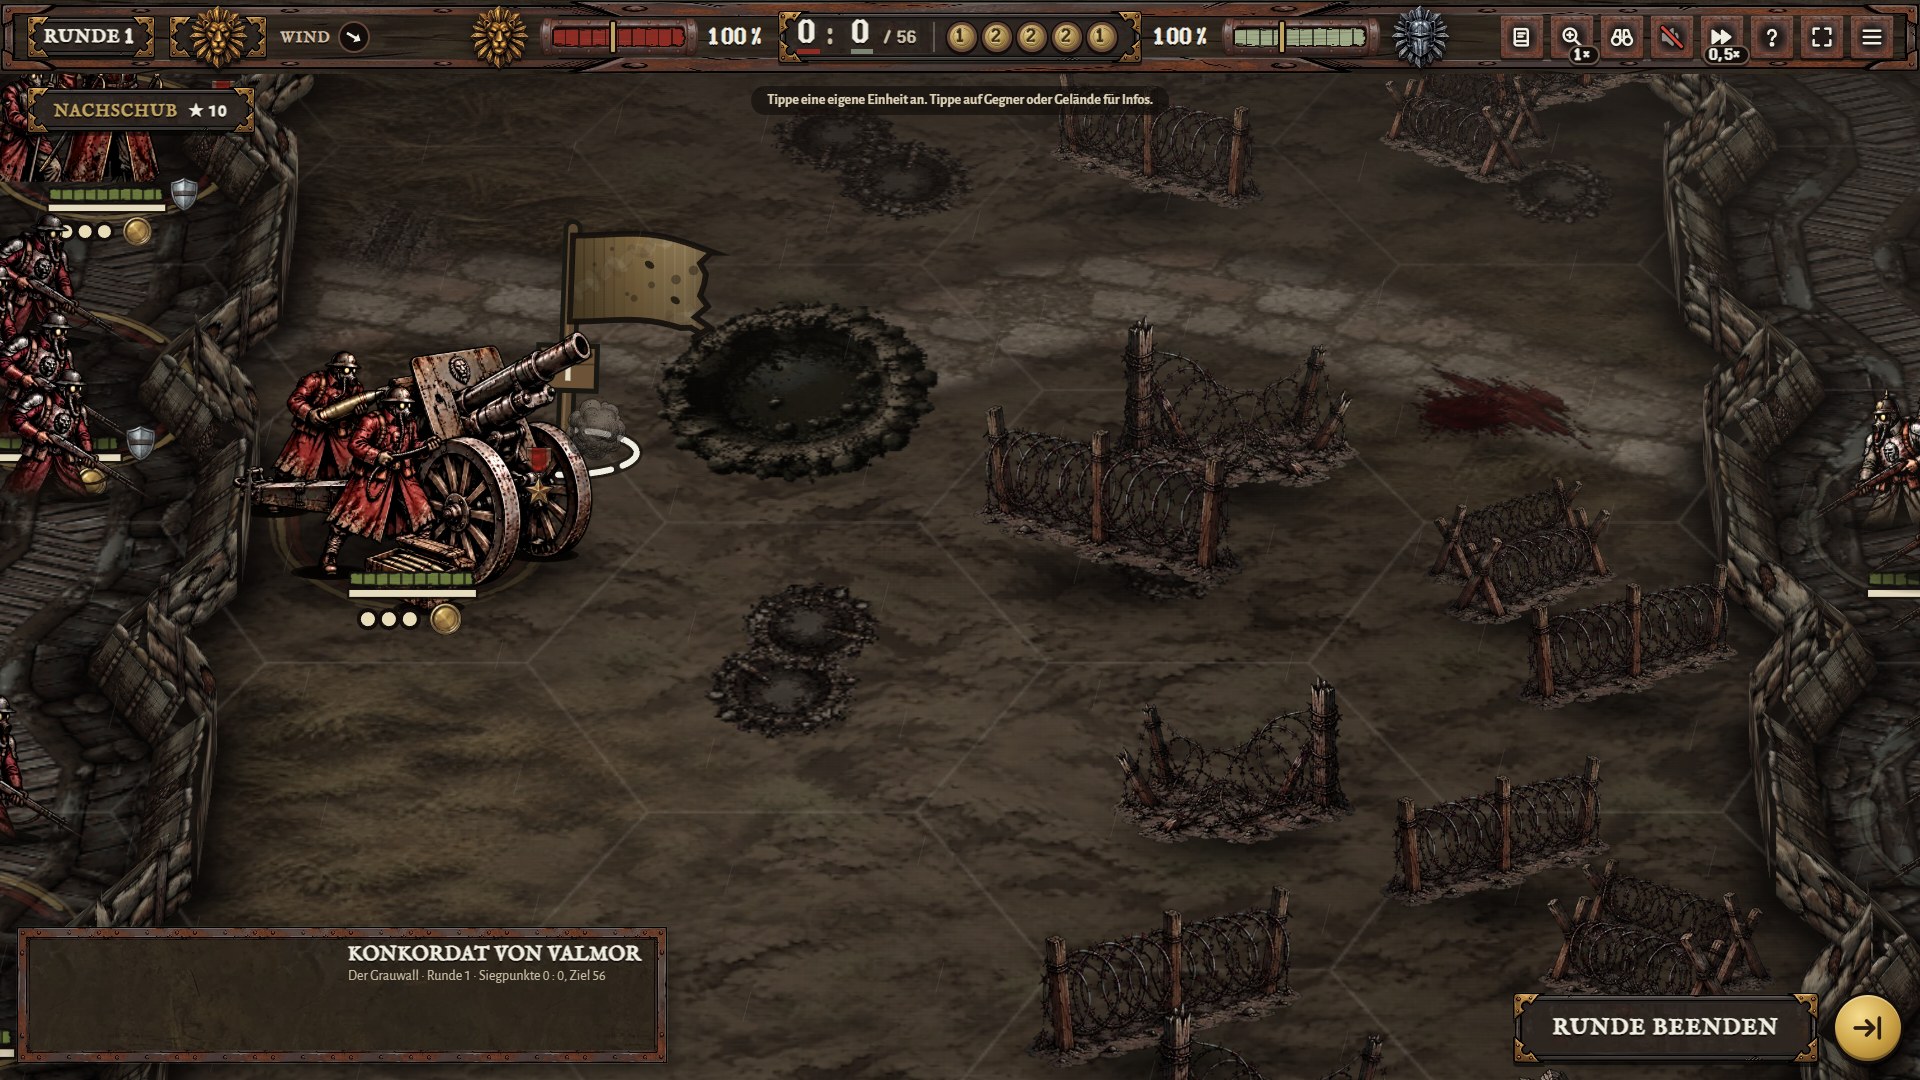 RUNDE 1
WIND
100 %
0 : 0 / 56
1 2 2 2 1
100 %
1×
0,5×
?
NACHSCHUB ★ 10
Tippe eine eigene Einheit an. Tippe auf Gegner oder Gelände für Infos.
KONKORDAT VON VALMOR
Der Grauwall · Runde 1 · Siegpunkte 0 : 0, Ziel 56
RUNDE BEENDEN